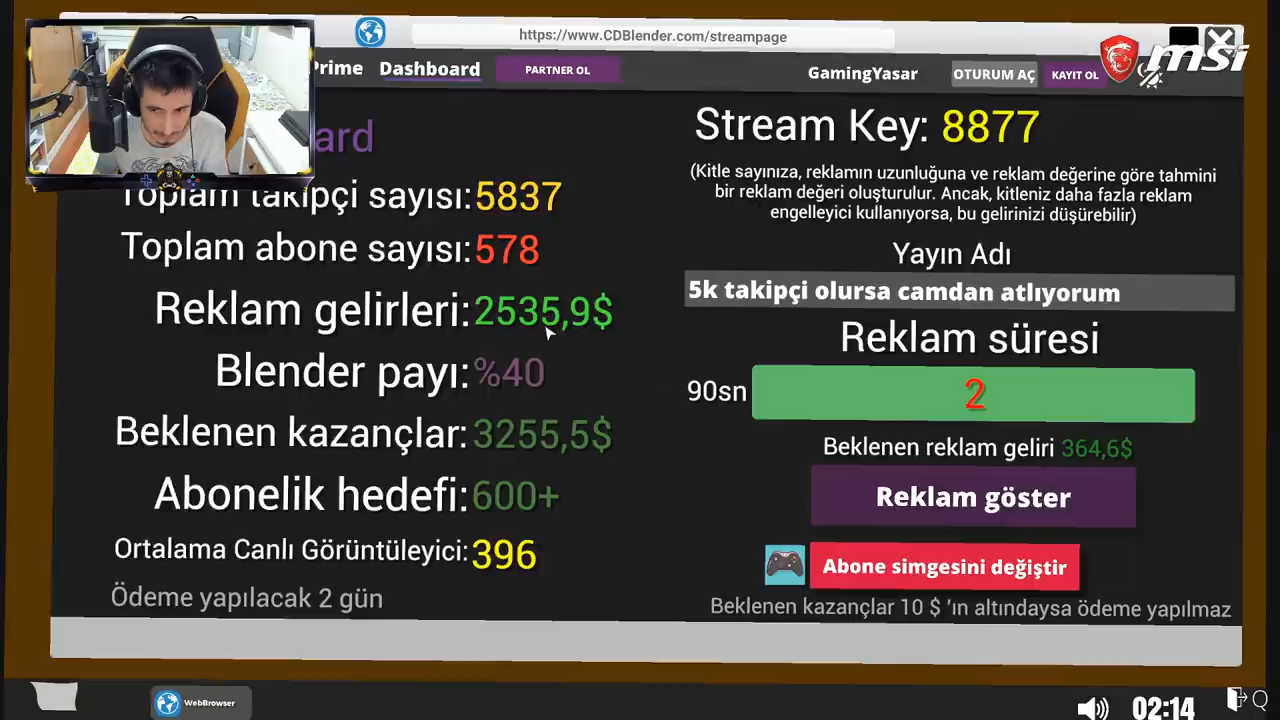 https://www.CDBlender.com/streampage
Prime Dashboard PARTNER OL GamingYasar OTURUM AÇ KAYIT OL msi
ard
Toplam takipçi sayısı:5837
Toplam abone sayısı:578
Reklam gelirleri:2535,9$
Blender payı:%40
Beklenen kazançlar:3255,5$
Abonelik hedefi:600+
Ortalama Canlı Görüntüleyici:396
Ödeme yapılacak 2 gün
Stream Key: 8877
(Kitle sayınıza, reklamın uzunluğuna ve reklam değerine göre tahmini
bir reklam değeri oluşturulur. Ancak, kitleniz daha fazla reklam
engelleyici kullanıyorsa, bu gelirinizi düşürebilir)
Yayın Adı
5k takipçi olursa camdan atlıyorum
Reklam süresi
90sn 2
Beklenen reklam geliri 364,6$
Reklam göster
Abone simgesini değiştir
Beklenen kazançlar 10 $ 'ın altındaysa ödeme yapılmaz
WebBrowser 02:14 Q